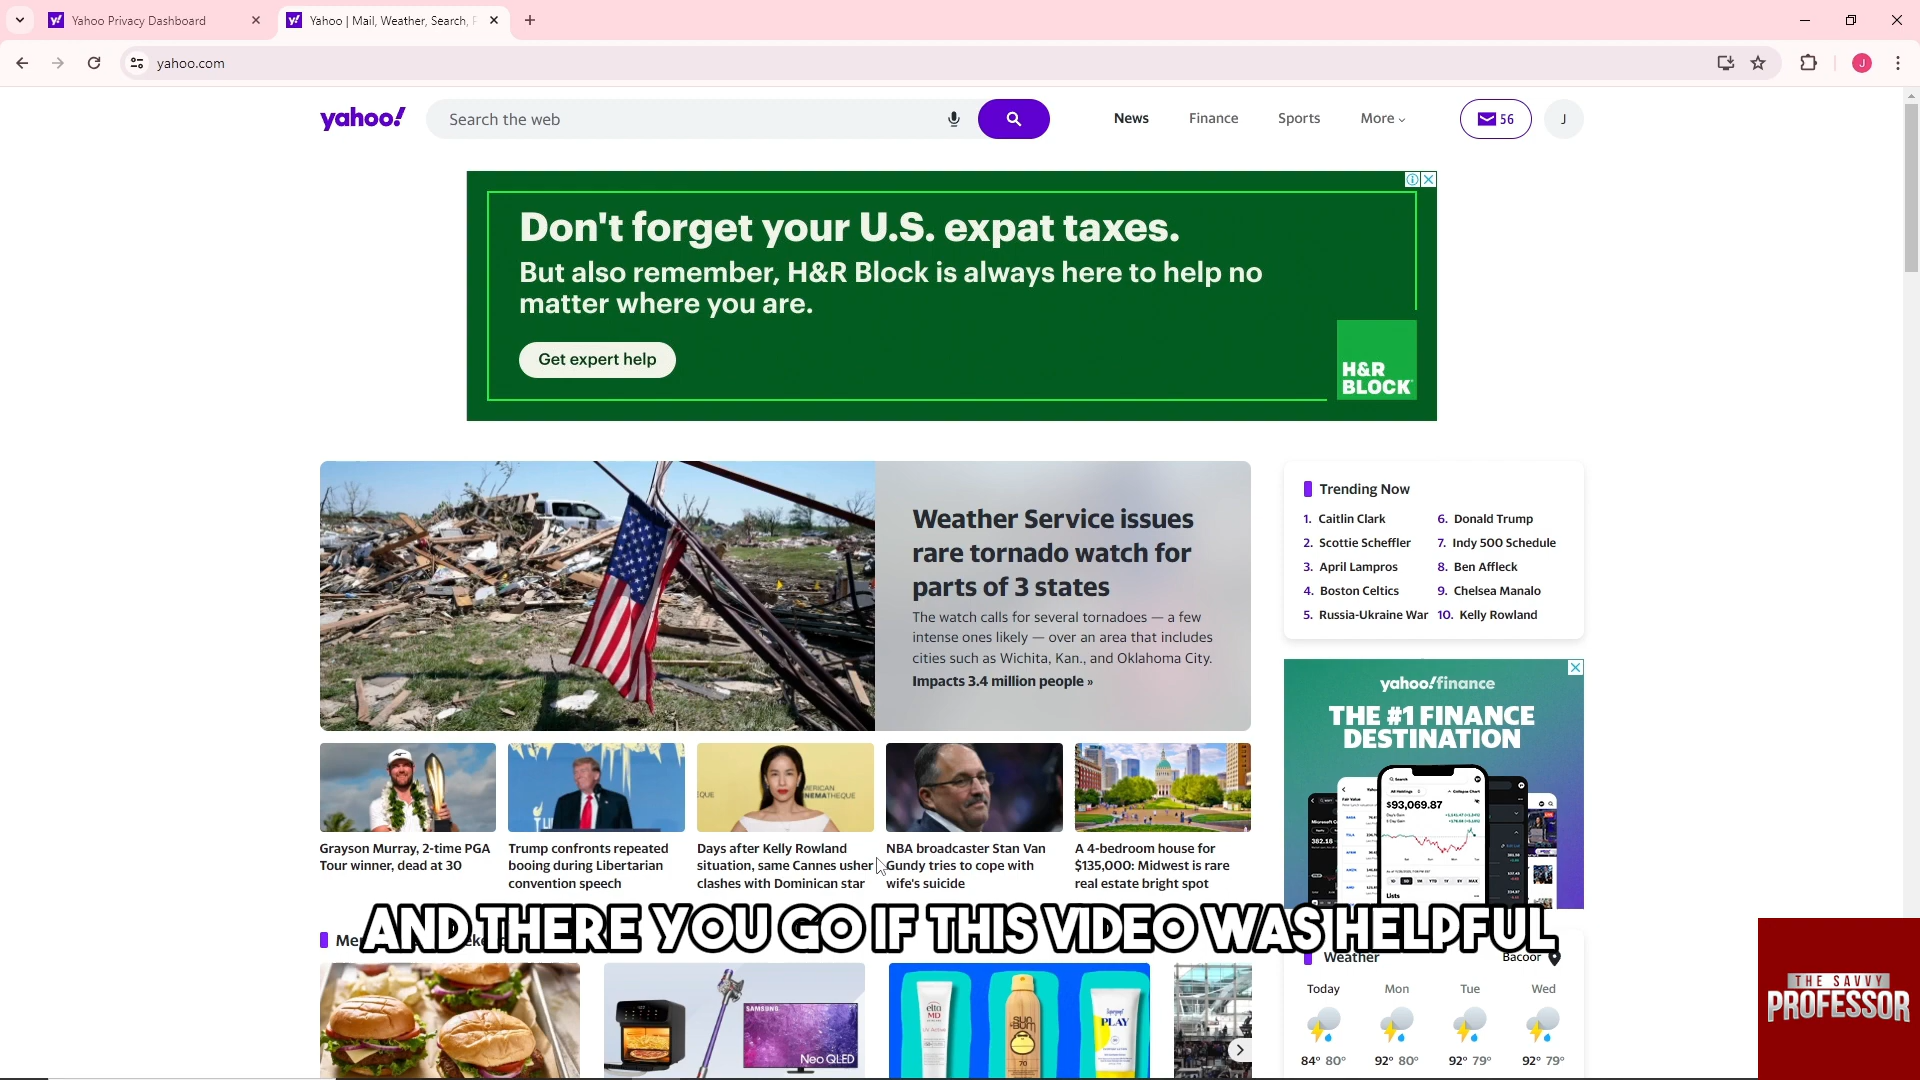 Yahoo Privacy Dashboard
Yahoo | Mail, Weather, Search,
yahoo.com
J
yahoo!
Search the web
News
Finance
Sports
More
56
J
Don't forget your U.S. expat taxes.
But also remember, H&R Block is always here to help no
matter where you are.
Get expert help
H&R
BLOCK
Weather Service issues
rare tornado watch for
parts of 3 states
The watch calls for several tornadoes — a few
intense ones likely — over an area that includes
cities such as Wichita, Kan., and Oklahoma City.
Impacts 3.4 million people »
Trending Now
1. Caitlin Clark
2. Scottie Scheffler
3. April Lampros
4. Boston Celtics
5. Russia-Ukraine War
6. Donald Trump
7. Indy 500 Schedule
8. Ben Affleck
9. Chelsea Manalo
10. Kelly Rowland
yahoo!finance
THE #1 FINANCE
DESTINATION
$93,069.87
AMERICAN
Grayson Murray, 2-time PGA
Tour winner, dead at 30
Trump confronts repeated
booing during Libertarian
convention speech
Days after Kelly Rowland
situation, same Cannes usher
clashes with Dominican star
NBA broadcaster Stan Van
Gundy tries to cope with
wife's suicide
A 4-bedroom house for
$135,000: Midwest is rare
real estate bright spot
AND THERE YOU GO IF THIS VIDEO WAS HELPFUL
Weather
Bacoor
Today
Mon
Tue
Wed
84° 80°
92° 80°
92° 79°
92° 79°
SAMSUNG
Neo QLED
elta
MD
SUN
BUM
70
PLAY
THE SAVVY
PROFESSOR